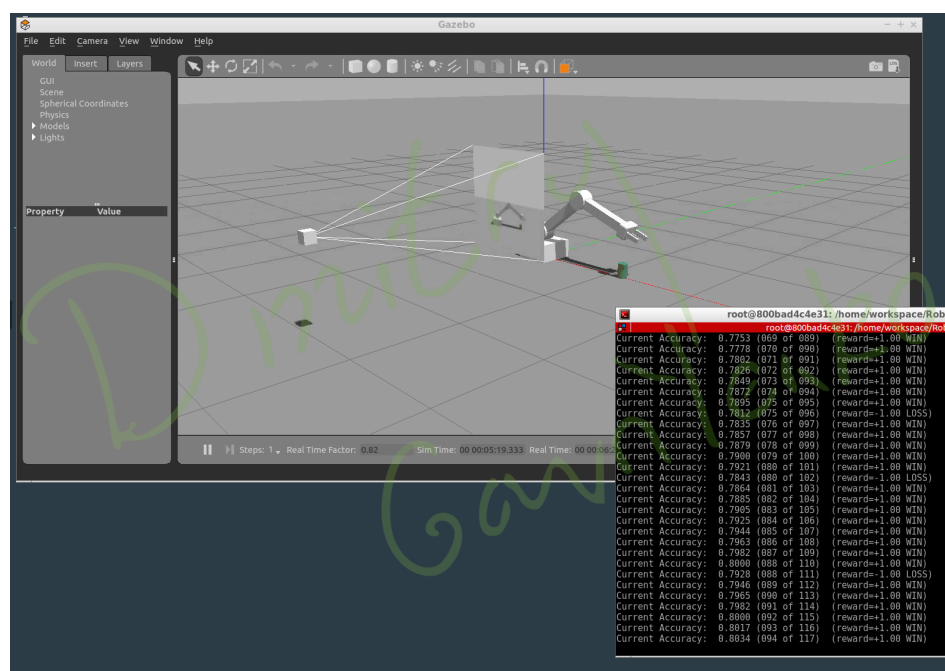 Gazebo
File Edit Camera View Window Help
World Insert Layers
GUI
Scene
Spherical Coordinates
Physics
Models
Lights
Property Value
Steps: 1 Real Time Factor: 0.82 Sim Time: 00 00:05:19.333 Real Time: 00 00:06:2
root@800bad4c4e31: /home/workspace/Rob
root@800bad4c4e31: /home/workspace/Rob
Current Accuracy: 0.7753 (069 of 089) (reward=+1.00 WIN)
Current Accuracy: 0.7778 (070 of 090) (reward=+1.00 WIN)
Current Accuracy: 0.7802 (071 of 091) (reward=+1.00 WIN)
Current Accuracy: 0.7826 (072 of 092) (reward=+1.00 WIN)
Current Accuracy: 0.7849 (073 of 093) (reward=+1.00 WIN)
Current Accuracy: 0.7872 (074 of 094) (reward=+1.00 WIN)
Current Accuracy: 0.7895 (075 of 095) (reward=+1.00 WIN)
Current Accuracy: 0.7812 (075 of 096) (reward=-1.00 LOSS)
Current Accuracy: 0.7835 (076 of 097) (reward=+1.00 WIN)
Current Accuracy: 0.7857 (077 of 098) (reward=+1.00 WIN)
Current Accuracy: 0.7879 (078 of 099) (reward=+1.00 WIN)
Current Accuracy: 0.7900 (079 of 100) (reward=+1.00 WIN)
Current Accuracy: 0.7921 (080 of 101) (reward=+1.00 WIN)
Current Accuracy: 0.7843 (080 of 102) (reward=-1.00 LOSS)
Current Accuracy: 0.7864 (081 of 103) (reward=+1.00 WIN)
Current Accuracy: 0.7885 (082 of 104) (reward=+1.00 WIN)
Current Accuracy: 0.7905 (083 of 105) (reward=+1.00 WIN)
Current Accuracy: 0.7925 (084 of 106) (reward=+1.00 WIN)
Current Accuracy: 0.7944 (085 of 107) (reward=+1.00 WIN)
Current Accuracy: 0.7963 (086 of 108) (reward=+1.00 WIN)
Current Accuracy: 0.7982 (087 of 109) (reward=+1.00 WIN)
Current Accuracy: 0.8000 (088 of 110) (reward=+1.00 WIN)
Current Accuracy: 0.7928 (088 of 111) (reward=-1.00 LOSS)
Current Accuracy: 0.7946 (089 of 112) (reward=+1.00 WIN)
Current Accuracy: 0.7965 (090 of 113) (reward=+1.00 WIN)
Current Accuracy: 0.7982 (091 of 114) (reward=+1.00 WIN)
Current Accuracy: 0.8000 (092 of 115) (reward=+1.00 WIN)
Current Accuracy: 0.8017 (093 of 116) (reward=+1.00 WIN)
Current Accuracy: 0.8034 (094 of 117) (reward=+1.00 WIN)